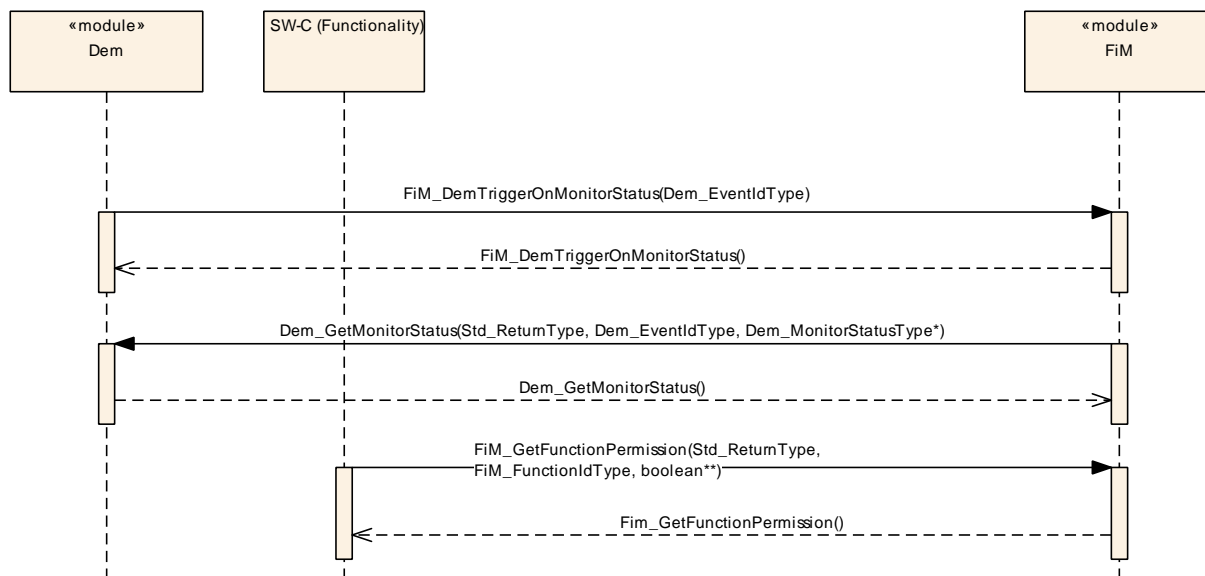 «module»
Dem
SW-C (Functionality)
«module»
FiM
FiM_DemTriggerOnMonitorStatus(Dem_EventIdType)
FiM_DemTriggerOnMonitorStatus()
Dem_GetMonitorStatus(Std_ReturnType, Dem_EventIdType, Dem_MonitorStatusType*)
Dem_GetMonitorStatus()
FiM_GetFunctionPermission(Std_ReturnType,
FiM_FunctionIdType, boolean**)
Fim_GetFunctionPermission()